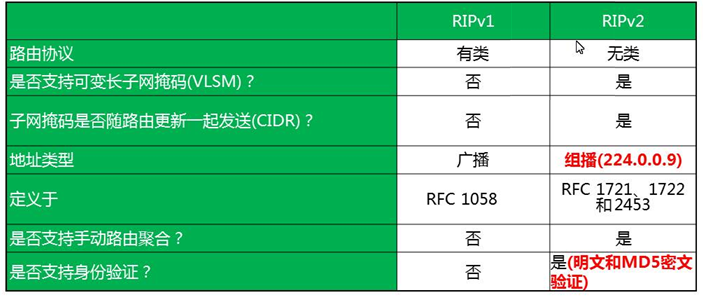 RIPv1 RIPv2
路由协议 有类 无类
是否支持可变长子网掩码(VLSM)？ 否 是
子网掩码是否随路由更新一起发送(CIDR)？ 否 是
地址类型 广播 组播(224.0.0.9)
定义于 RFC 1058 RFC 1721、1722
和2453
是否支持手动路由聚合？ 否 是
是否支持身份验证？ 否 是(明文和MD5密文
验证)